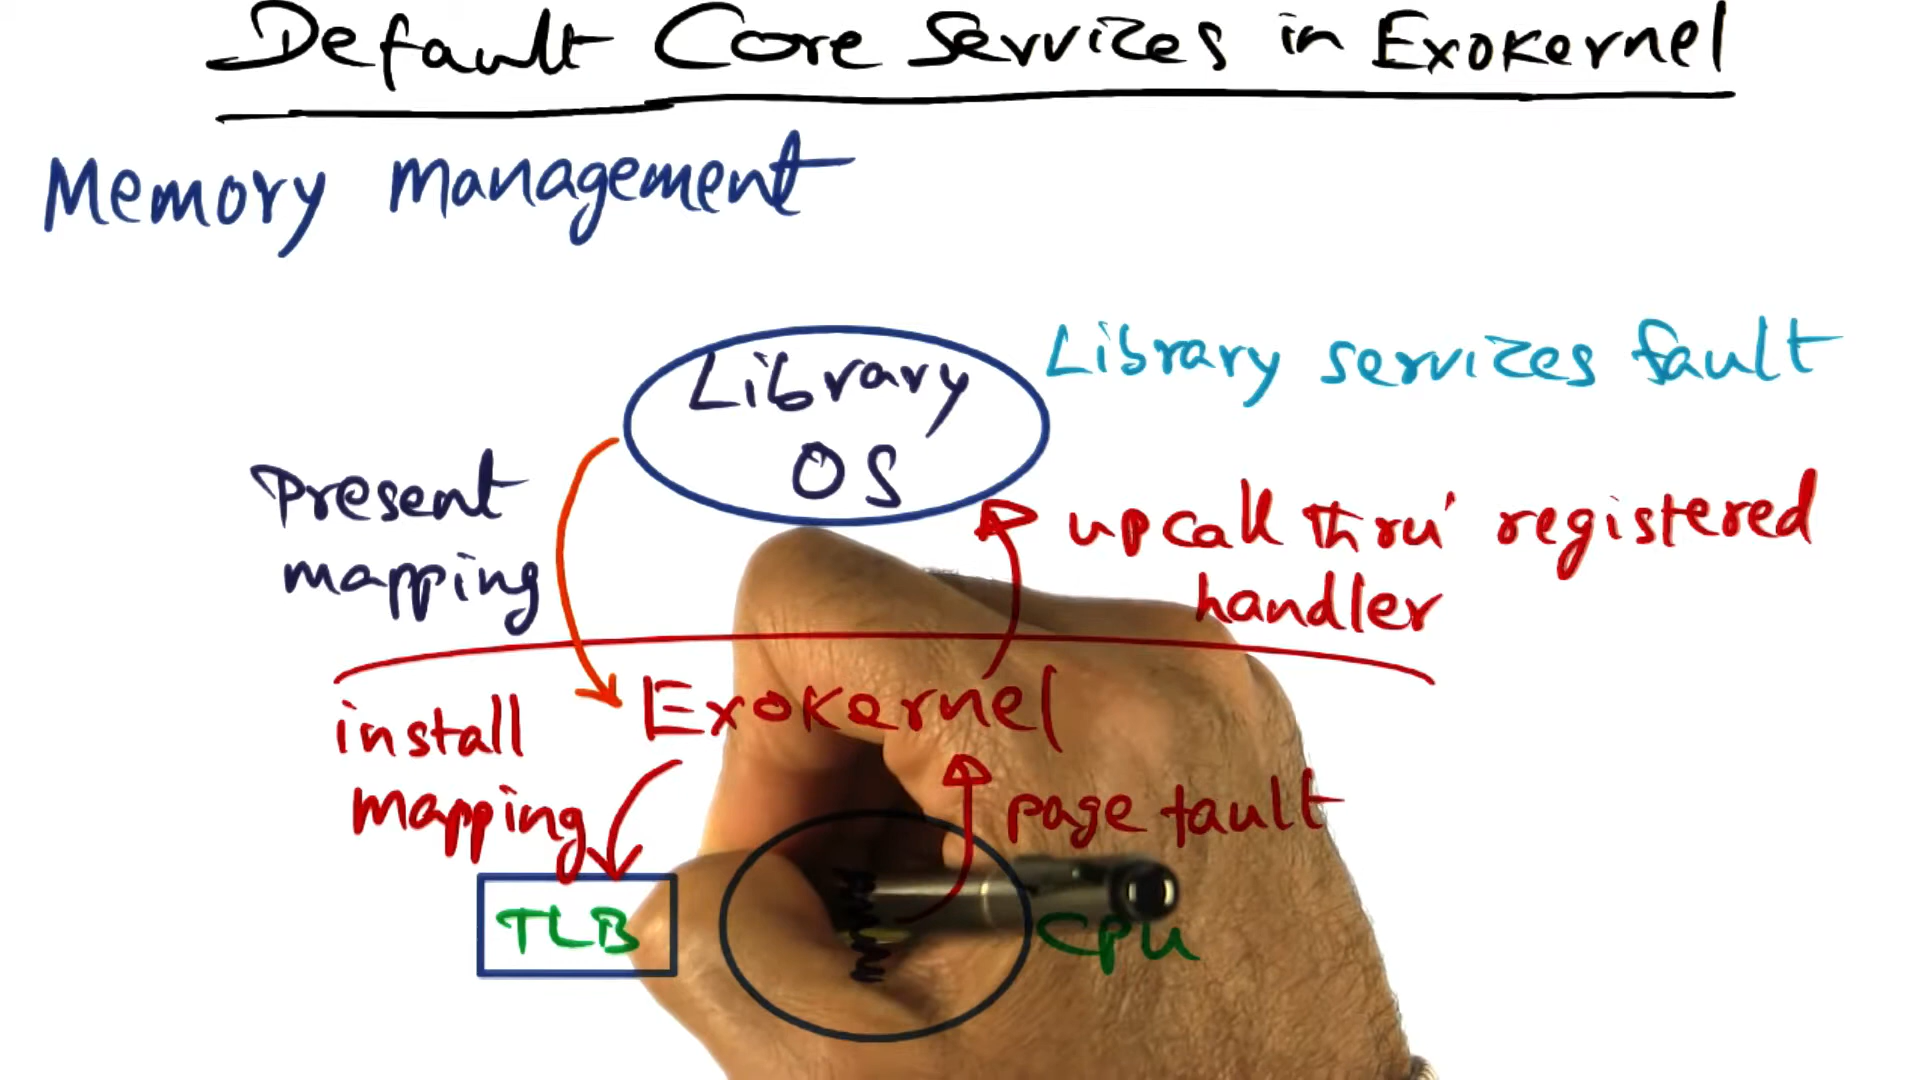 Default Core Services in Exokernel
Memory management
Library OS
Library services fault
Present mapping
upcall thru' registered handler
Exokernel
install mapping
page fault
TLB
CPU